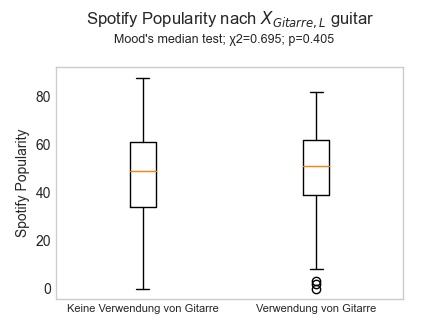 Spotify Popularity nach X_{Gitarre, L} guitar
Mood's median test; χ2=0.695; p=0.405
Spotify Popularity
80
60
40
20
0
Keine Verwendung von Gitarre
Verwendung von Gitarre